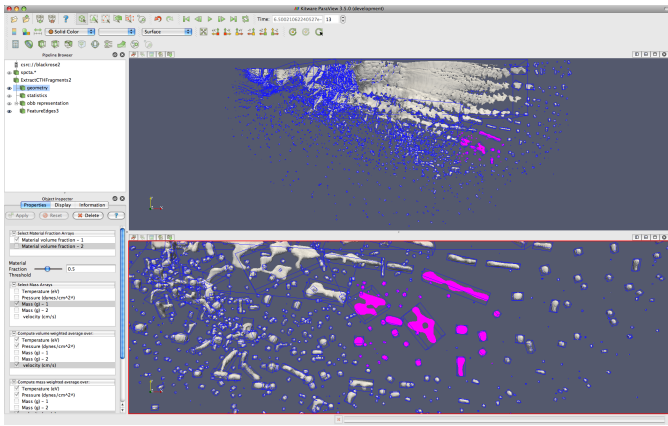 Kitware ParaView 3.5.0 (development)
Time: 13
Solid Color
Surface
Pipeline Browser
csrc://blackrose2
spcta.*
ExtractCTHFragments2
geometry
statistics
obb representation
FeatureEdges3
Object Inspector
Properties Display Information
Apply Reset Delete ?
Select Material Fraction Arrays
Material volume fraction - 1
Material volume fraction - 2
Material
Fraction 0.5
Threshold
Select Mass Arrays
Temperature (eV)
Pressure (dynes/cm^2^)
Mass (g) - 1
Mass (g) - 2
velocity (cm/s)
Compute volume weighted average over:
Temperature (eV)
Pressure (dynes/cm^2^)
Mass (g) - 1
Mass (g) - 2
velocity (cm/s)
Compute mass weighted average over:
Temperature (eV)
Pressure (dynes/cm^2^)
Mass (g) - 1
Mass (g) - 2